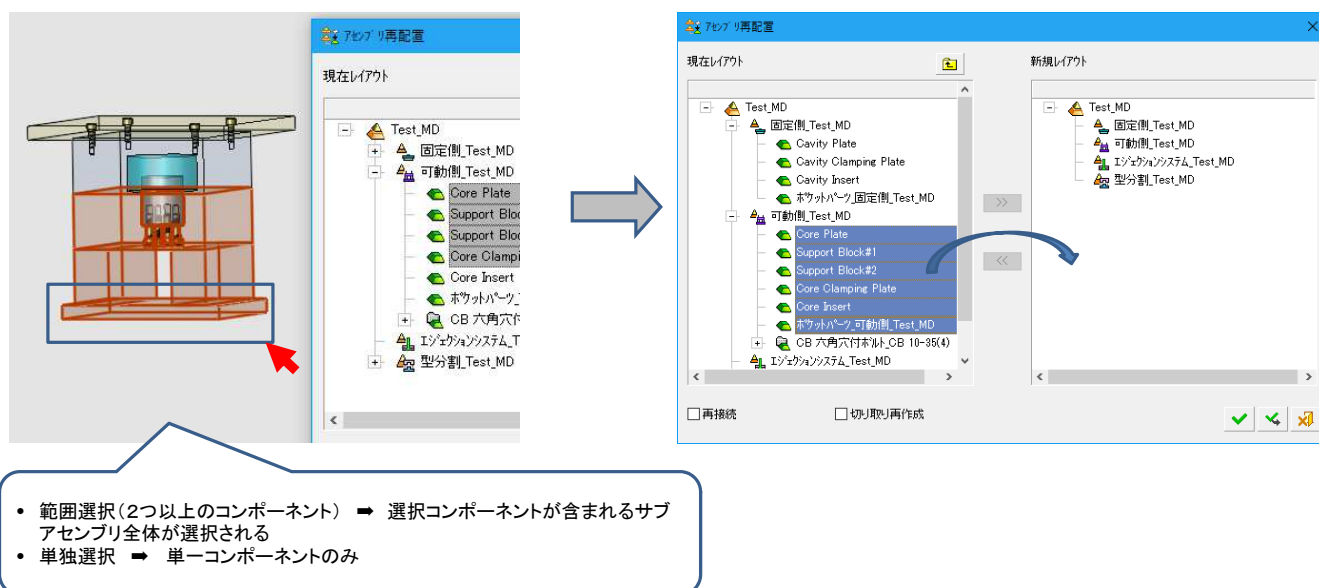 アセンブリ再配置
現在レイアウト
Test_MD
固定側_Test_MD
可動側_Test_MD
Core Plate
Support Bloc
Support Bloc
Core Clampi
Core Insert
ポケットパーツ_
CB 六角穴付
エジェクションシステム_T
型分割_Test_MD
アセンブリ再配置
現在レイアウト
Test_MD
固定側_Test_MD
Cavity Plate
Cavity Clamping Plate
Cavity Insert
ポケットパーツ_固定側_Test_MD
可動側_Test_MD
Core Plate
Support Block#1
Support Block#2
Core Clamping Plate
Core Insert
ポケットパーツ_可動側_Test_MD
CB 六角穴付ボルト_CB 10-35(4)
エジェクションシステム_Test_MD
>>
<<
新規レイアウト
Test_MD
固定側_Test_MD
可動側_Test_MD
エジェクションシステム_Test_MD
型分割_Test_MD
再接続
切り取り再作成
• 範囲選択（２つ以上のコンポーネント） ➡ 選択コンポーネントが含まれるサブ
アセンブリ全体が選択される
• 単独選択 ➡ 単一コンポーネントのみ